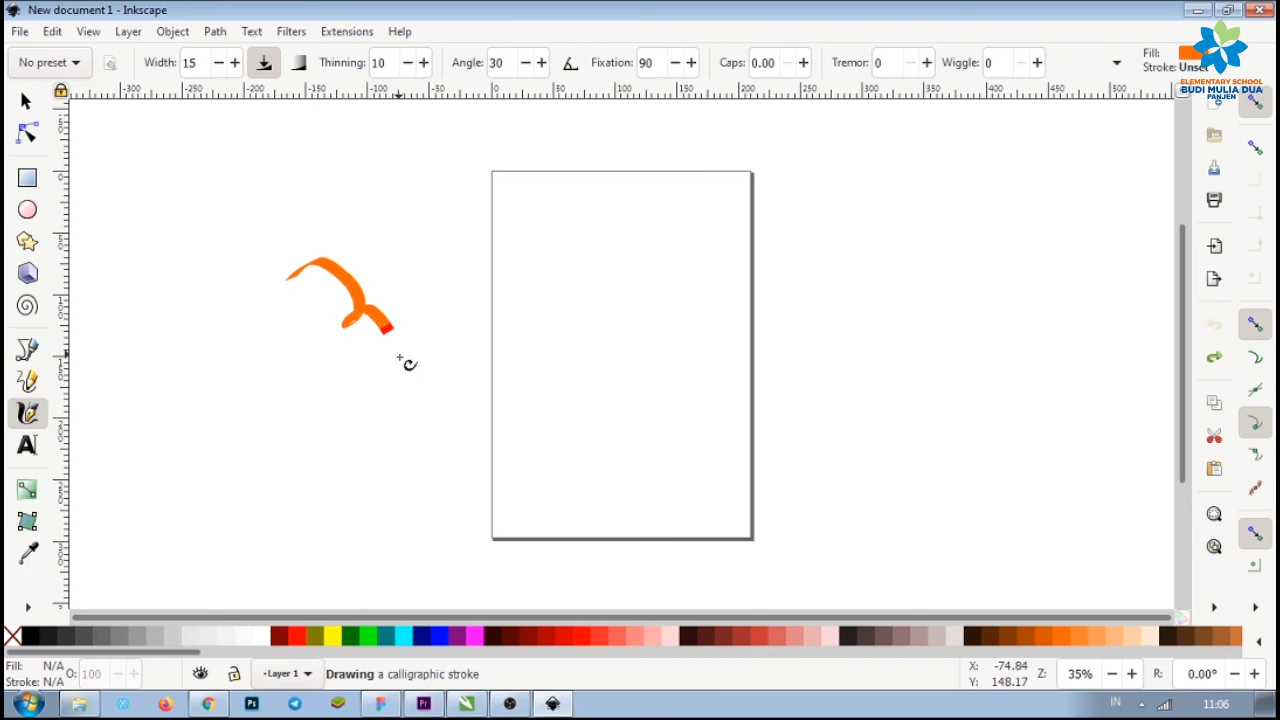 New document 1 - Inkscape
File Edit View Layer Object Path Text Filters Extensions Help
No preset Width: 15 Thinning: 10 Angle: 30 Fixation: 90 Caps: 0.00 Tremor: 0 Wiggle: 0 Fill:
Stroke: Unset
ELEMENTARY SCHOOL
BUDI MULIA DUA
PANJEN
-300 -250 -200 -150 -100 -50 0 50 100 150 200 250 300 350 400 450 500
Fill: N/A O: 100 Layer 1 Drawing a calligraphic stroke X: -74.84 Z: 35% R: 0.00°
Stroke: N/A Y: 148.17
IN 11:06